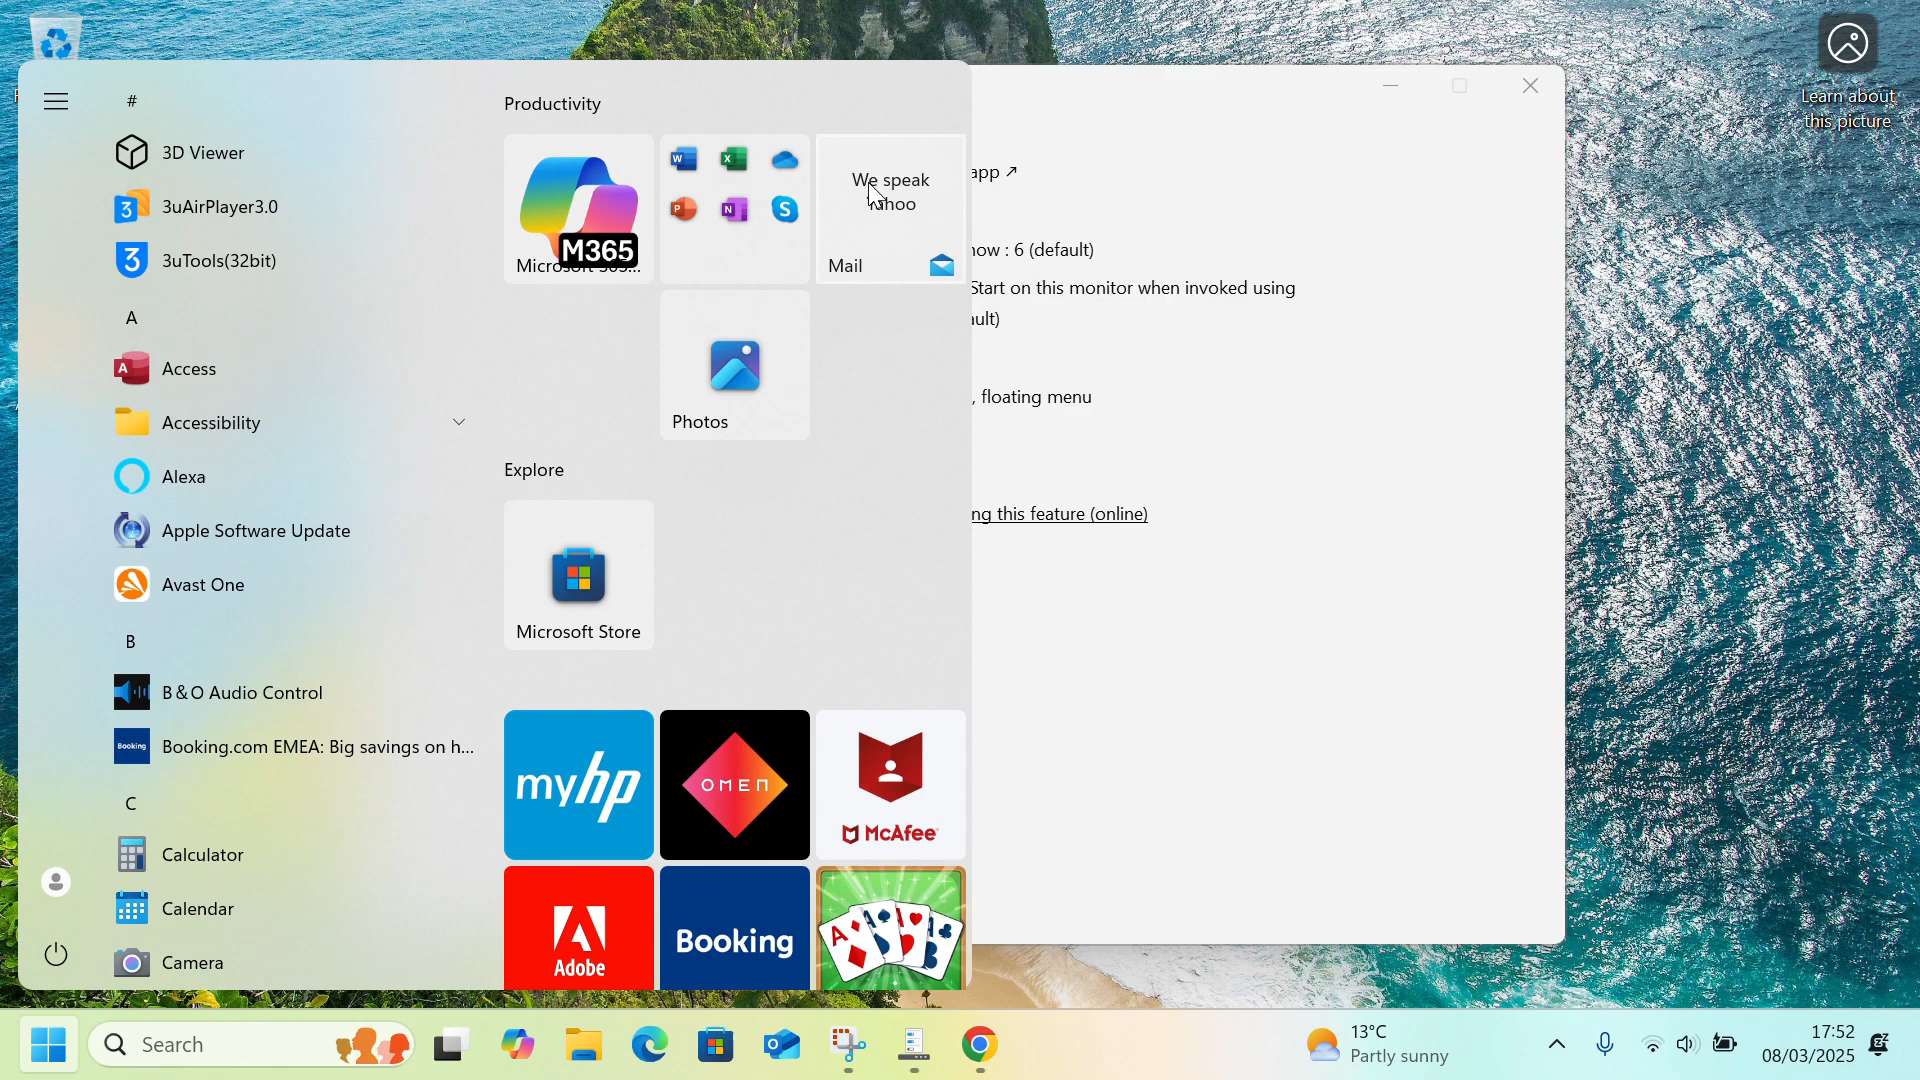 Learn about
this picture
#
3D Viewer
3uAirPlayer3.0
3uTools(32bit)
A
Access
Accessibility
Alexa
Apple Software Update
Avast One
B
B&O Audio Control
Booking
Booking.com EMEA: Big savings on h...
C
Calculator
Calendar
Camera
Productivity
M365
We speak
Mail
Photos
Explore
Microsoft Store
myhp
OMEN
McAfee
Adobe
Booking
app ↗
: 6 (default)
Start on this monitor when invoked using
, floating menu
this feature (online)
Search
13°C
Partly sunny
17:52
08/03/2025